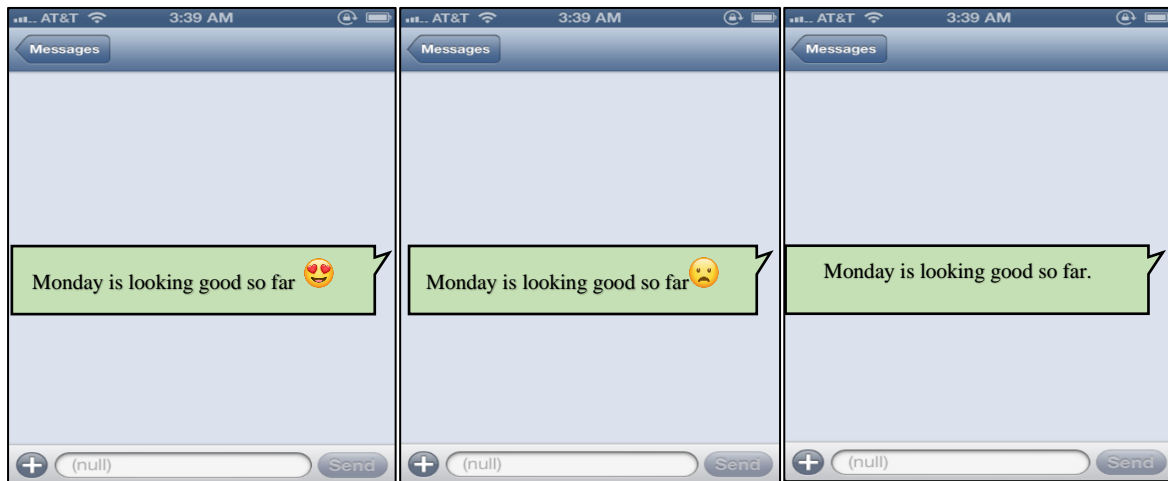 AT&T 3:39 AM
Messages
Monday is looking good so far 😍
(null) Send
AT&T 3:39 AM
Messages
Monday is looking good so far 🙁
(null) Send
AT&T 3:39 AM
Messages
Monday is looking good so far.
(null) Send